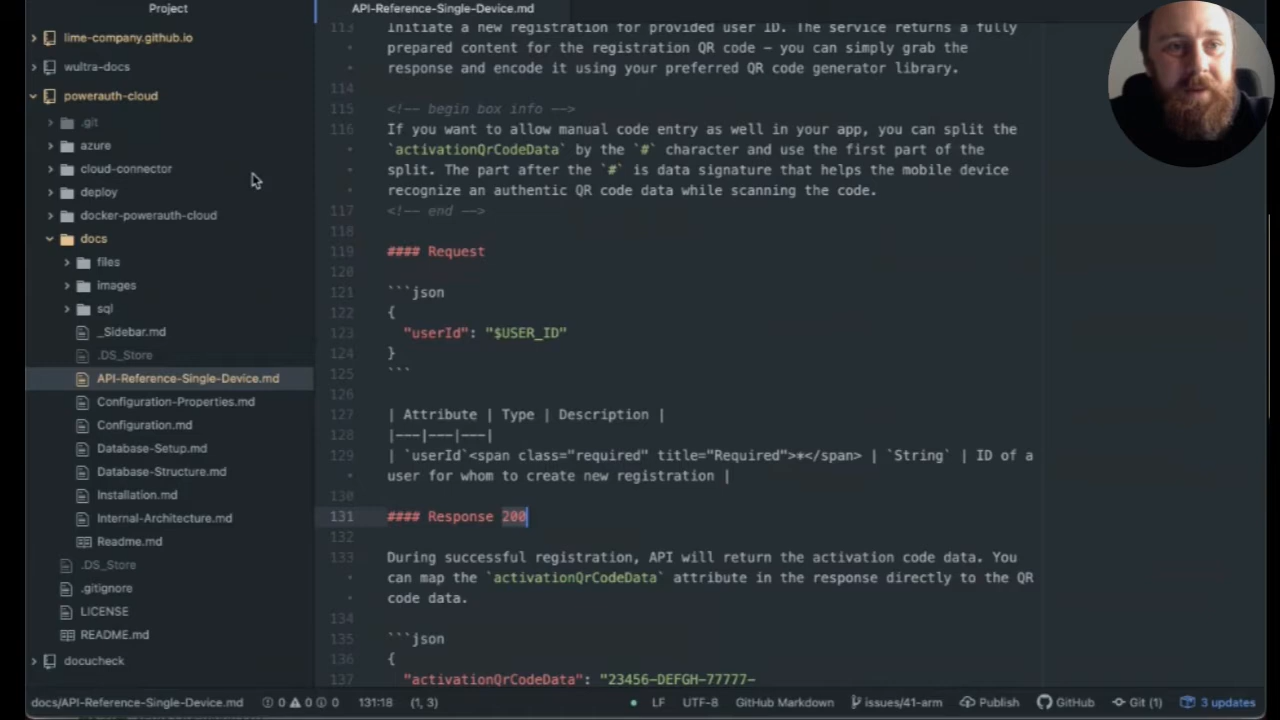 Project
lime-company.github.io
wultra-docs
powerauth-cloud
.git
azure
cloud-connector
deploy
docker-powerauth-cloud
docs
files
images
sql
_Sidebar.md
.DS_Store
API-Reference-Single-Device.md
Configuration-Properties.md
Configuration.md
Database-Setup.md
Database-Structure.md
Installation.md
Internal-Architecture.md
Readme.md
.DS_Store
.gitignore
LICENSE
README.md
docucheck
API-Reference-Single-Device.md
113 Initiate a new registration for provided user ID. The service returns a fully
• prepared content for the registration QR code – you can simply grab the
• response and encode it using your preferred QR code generator library.
114
115 <!-- begin box info -->
116 If you want to allow manual code entry as well in your app, you can split the
• `activationQrCodeData` by the `#` character and use the first part of the
• split. The part after the `#` is data signature that helps the mobile device
• recognize an authentic QR code data while scanning the code.
117 <!-- end -->
118
119 #### Request
120
121 ```json
122 {
123 "userId": "$USER_ID"
124 }
125 ```
126
127 | Attribute | Type | Description |
128 |---|---|---|
129 | `userId`<span class="required" title="Required">*</span> | `String` | ID of a
• user for whom to create new registration |
130
131 #### Response 200
132
133 During successful registration, API will return the activation code data. You
• can map the `activationQrCodeData` attribute in the response directly to the QR
• code data.
134
135 ```json
136 {
137 "activationQrCodeData": "23456-DEFGH-77777-
docs/API-Reference-Single-Device.md 0 0 0 131:18 (1, 3) LF UTF-8 GitHub Markdown issues/41-arm Publish GitHub Git (1) 3 updates